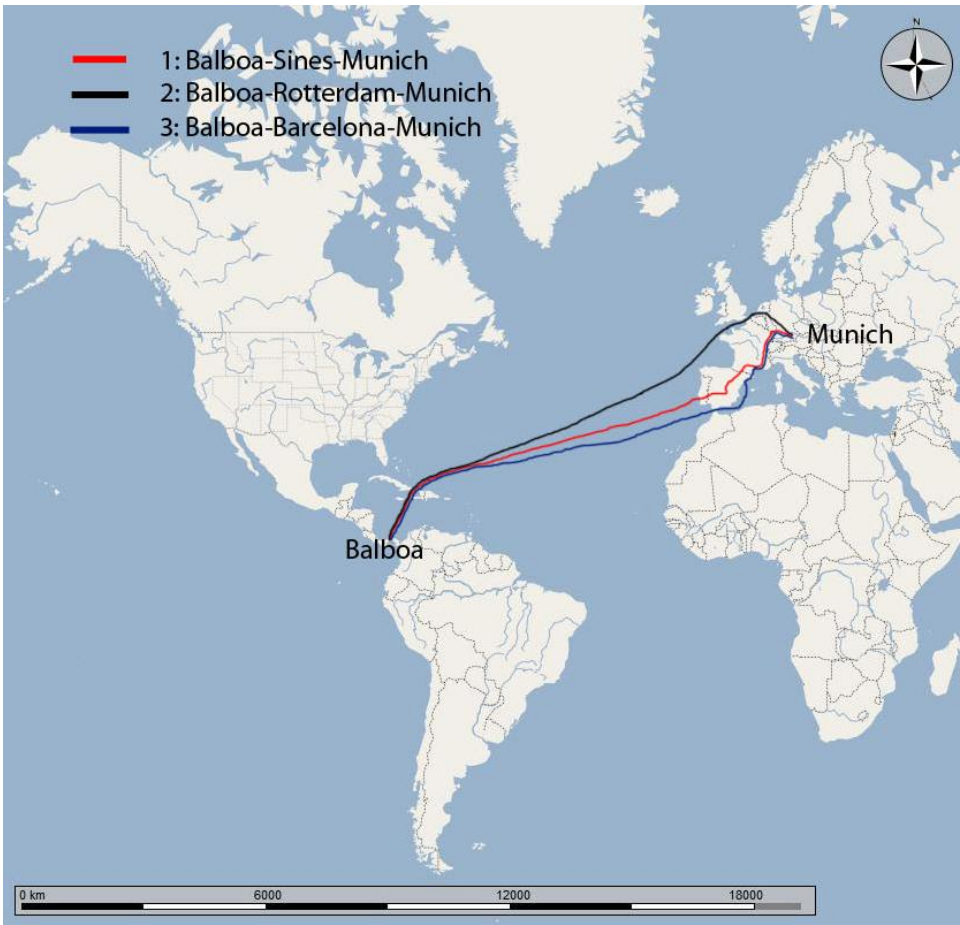 1: Balboa-Sines-Munich
2: Balboa-Rotterdam-Munich
3: Balboa-Barcelona-Munich
N
Munich
Balboa
0 km 6000 12000 18000